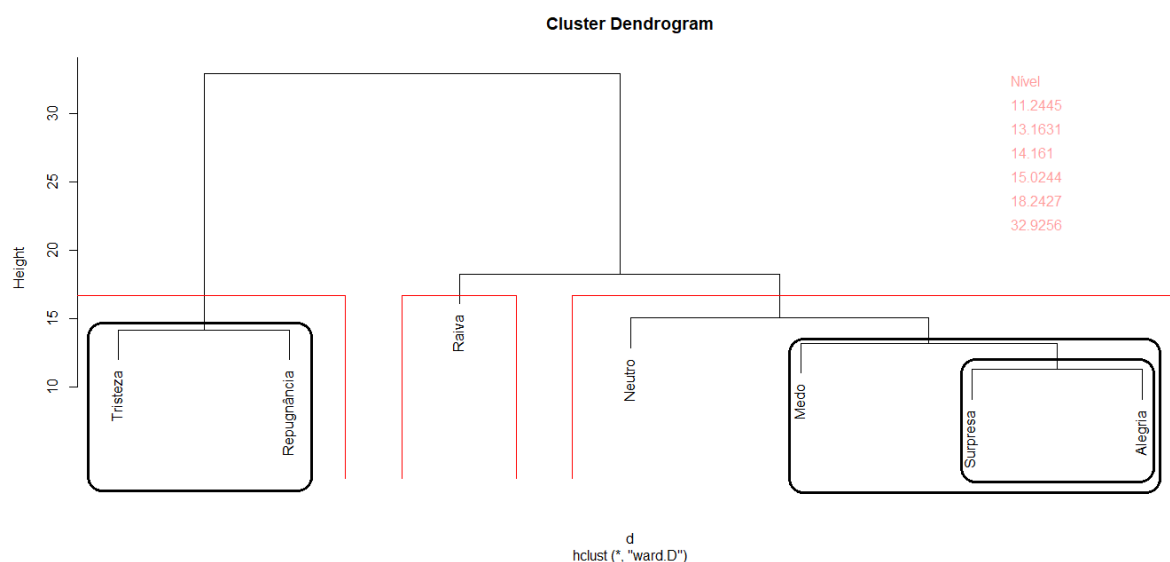 Cluster Dendrogram
Nível
11.2445
13.1631
14.161
15.0244
18.2427
32.9256
Height
30
25
20
15
10
Tristeza
Repugnância
Raiva
Neutro
Medo
Surpresa
Alegria
d
hclust (*, "ward.D")